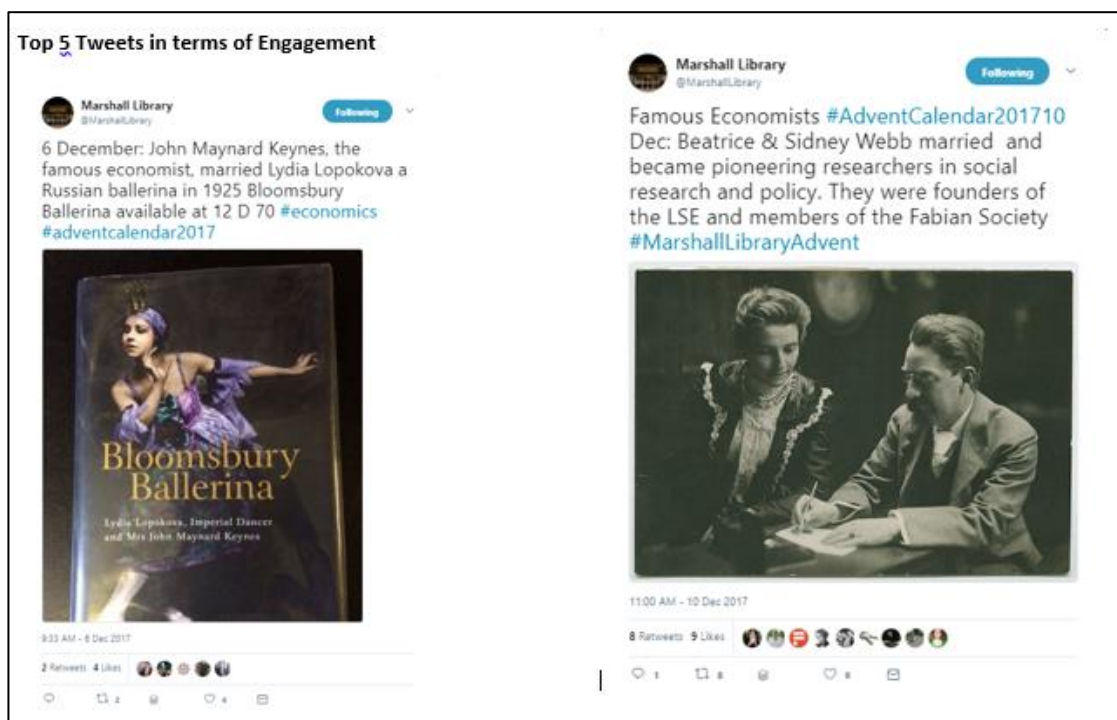 Top 5 Tweets in terms of Engagement
Marshall Library
@MarshallLibrary
Following
6 December: John Maynard Keynes, the
famous economist, married Lydia Lopokova a
Russian ballerina in 1925 Bloomsbury
Ballerina available at 12 D 70 #economics
#adventcalendar2017
Bloomsbury
Ballerina
Lydia Lopokova, Imperial Dancer
and Mrs John Maynard Keynes
9:33 AM - 6 Dec 2017
2 Retweets 4 Likes
2 4
Marshall Library
@MarshallLibrary
Following
Famous Economists #AdventCalendar201710
Dec: Beatrice & Sidney Webb married and
became pioneering researchers in social
research and policy. They were founders of
the LSE and members of the Fabian Society
#MarshallLibraryAdvent
11:00 AM - 10 Dec 2017
8 Retweets 9 Likes
1 8